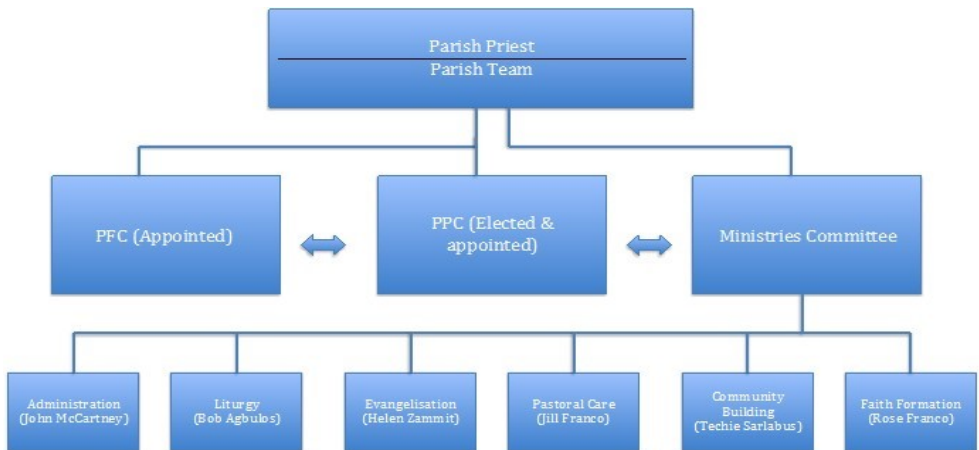 Parish Priest
Parish Team
PFC (Appointed)
PPC (Elected &
appointed)
Ministries Committee
Administration
(John McCartney)
Liturgy
(Bob Agbulos)
Evangelisation
(Helen Zammit)
Pastoral Care
(Jill Franco)
Community
Building
(Techie Sarlabus)
Faith Formation
(Rose Franco)